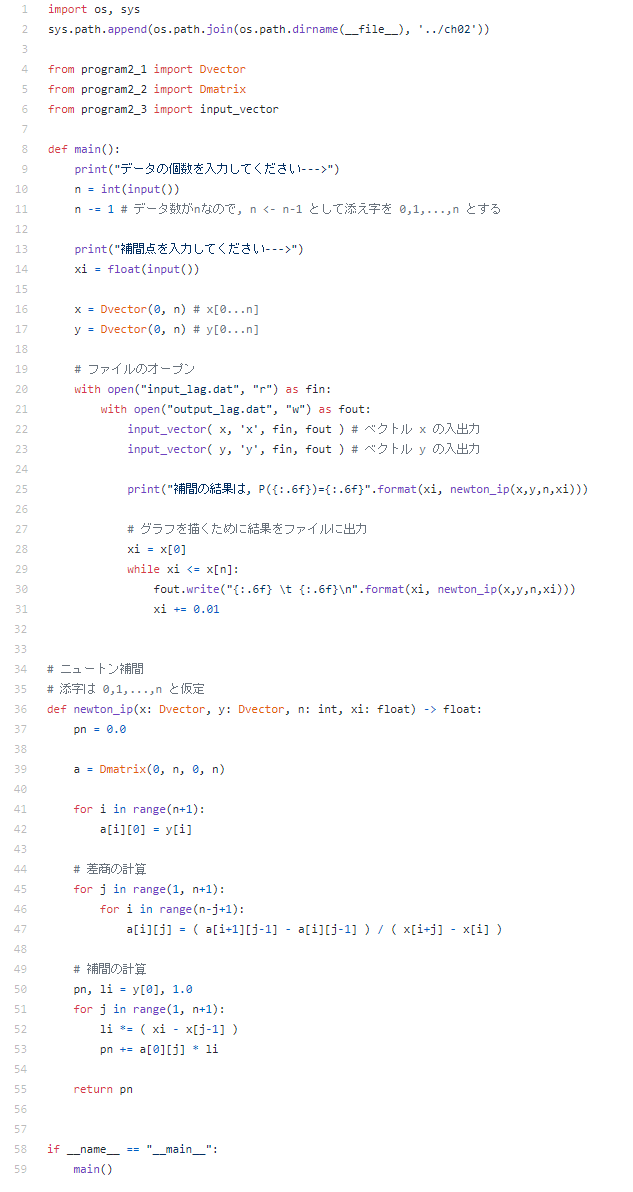 1 import os, sys
2 sys.path.append(os.path.join(os.path.dirname(__file__), '../ch02'))
3
4 from program2_1 import Dvector
5 from program2_2 import Dmatrix
6 from program2_3 import input_vector
7
8 def main():
9     print("データの個数を入力してください--->")
10     n = int(input())
11     n -= 1 # データ数がnなので, n <- n-1 として添え字を 0,1,...,n とする
12
13     print("補間点を入力してください--->")
14     xi = float(input())
15
16     x = Dvector(0, n) # x[0...n]
17     y = Dvector(0, n) # y[0...n]
18
19     # ファイルのオープン
20     with open("input_lag.dat", "r") as fin:
21         with open("output_lag.dat", "w") as fout:
22             input_vector( x, 'x', fin, fout ) # ベクトル x の入出力
23             input_vector( y, 'y', fin, fout ) # ベクトル y の入出力
24
25             print("補間の結果は, P({:.6f})={:.6f}".format(xi, newton_ip(x,y,n,xi)))
26
27             # グラフを描くために結果をファイルに出力
28             xi = x[0]
29             while xi <= x[n]:
30                 fout.write("{:.6f} \t {:.6f}\n".format(xi, newton_ip(x,y,n,xi)))
31                 xi += 0.01
32
33
34 # ニュートン補間
35 # 添字は 0,1,...,n と仮定
36 def newton_ip(x: Dvector, y: Dvector, n: int, xi: float) -> float:
37     pn = 0.0
38
39     a = Dmatrix(0, n, 0, n)
40
41     for i in range(n+1):
42         a[i][0] = y[i]
43
44     # 差商の計算
45     for j in range(1, n+1):
46         for i in range(n-j+1):
47             a[i][j] = ( a[i+1][j-1] - a[i][j-1] ) / ( x[i+j] - x[i] )
48
49     # 補間の計算
50     pn, li = y[0], 1.0
51     for j in range(1, n+1):
52         li *= ( xi - x[j-1] )
53         pn += a[0][j] * li
54
55     return pn
56
57
58 if __name__ == "__main__":
59     main()